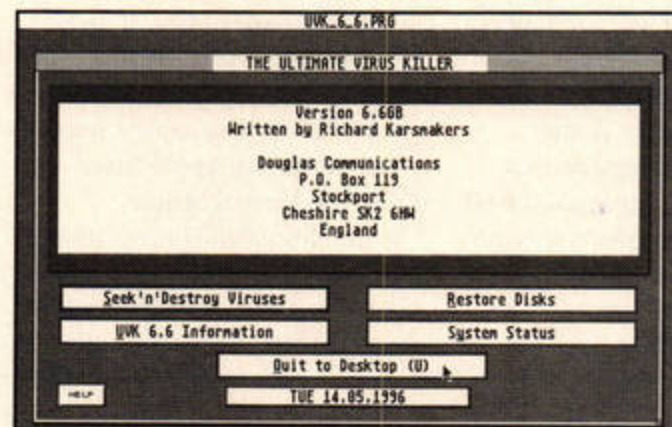 UVK_6_6.PRG
THE ULTIMATE VIRUS KILLER
Version 6.6GB
Written by Richard Karsmakers
Douglas Communications
P.O. Box 119
Stockport
Cheshire SK2 6HW
England
Seek'n'Destroy Viruses
Restore Disks
UVK 6.6 Information
System Status
Quit to Desktop (U)
HELP
TUE 14.05.1996